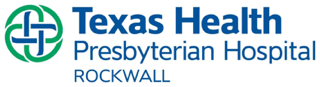 Texas Health
Presbyterian Hospital
ROCKWALL